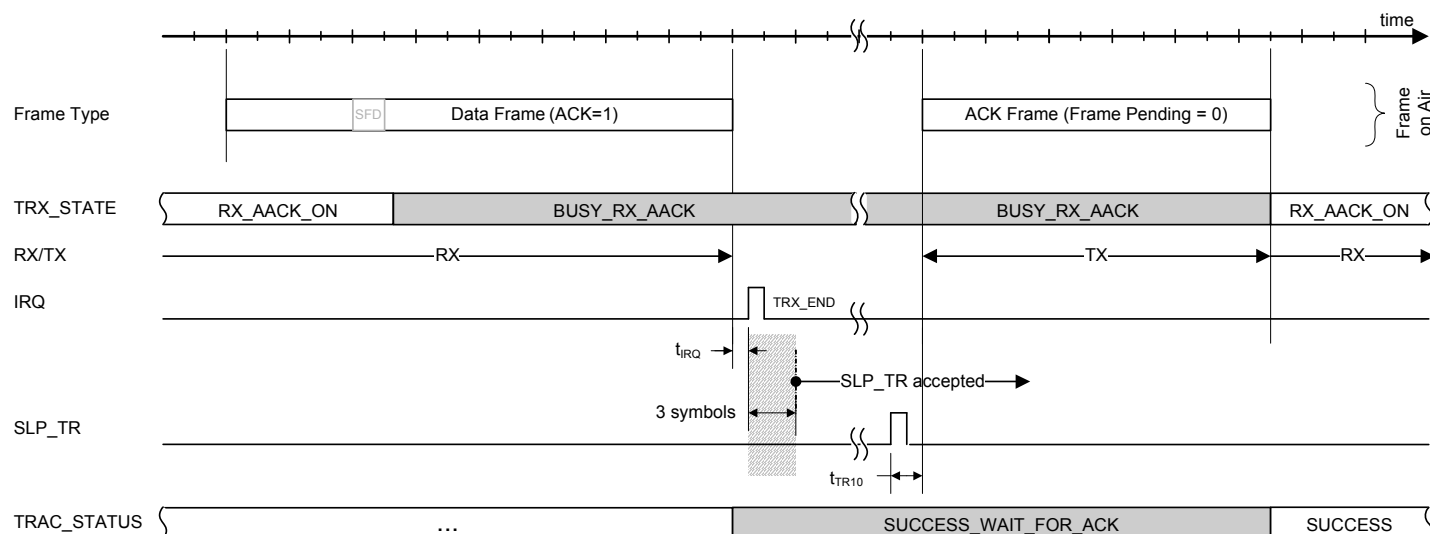 time
Frame Type
SFD
Data Frame (ACK=1)
ACK Frame (Frame Pending = 0)
Frame
on Air
TRX_STATE
RX_AACK_ON
BUSY_RX_AACK
BUSY_RX_AACK
RX_AACK_ON
RX/TX
RX
TX
RX
IRQ
TRX_END
tIRQ
SLP_TR accepted
3 symbols
SLP_TR
tTR10
TRAC_STATUS
...
SUCCESS_WAIT_FOR_ACK
SUCCESS